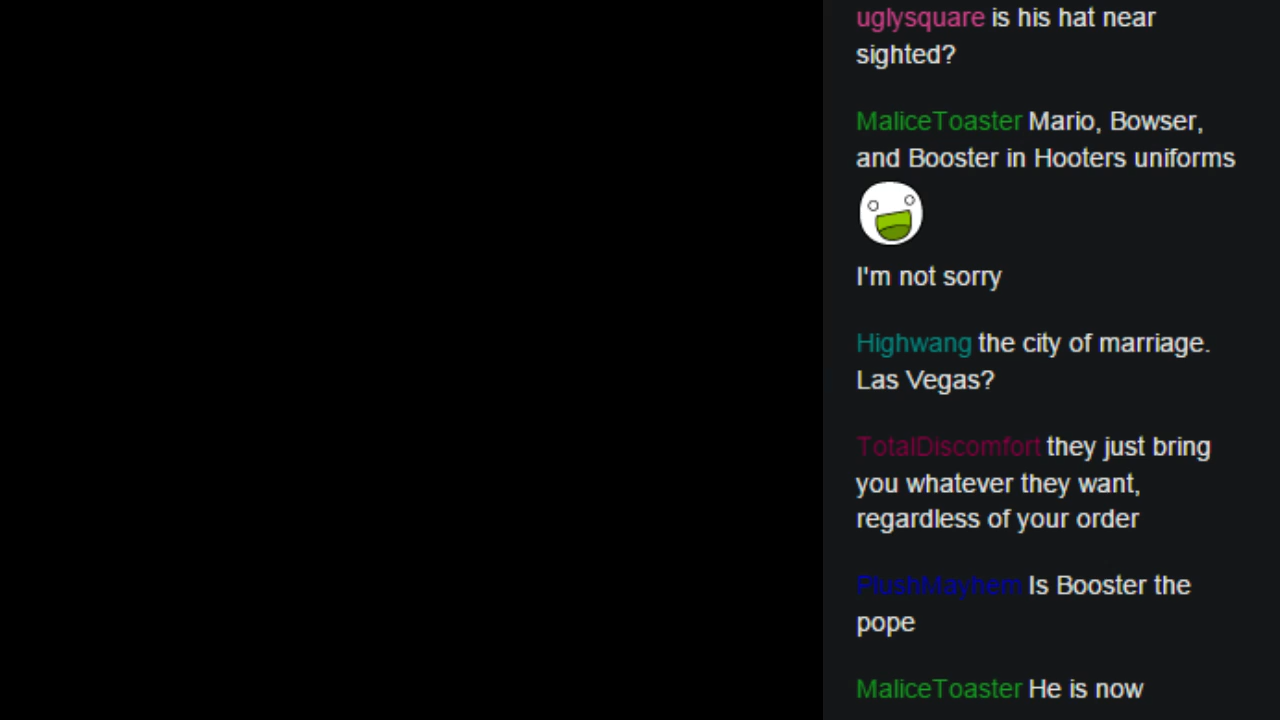 uglysquare is his hat near
sighted?
MaliceToaster Mario, Bowser,
and Booster in Hooters uniforms
I'm not sorry
Highwang the city of marriage.
Las Vegas?
TotalDiscomfort they just bring
you whatever they want,
regardless of your order
PlushMayhem Is Booster the
pope
MaliceToaster He is now